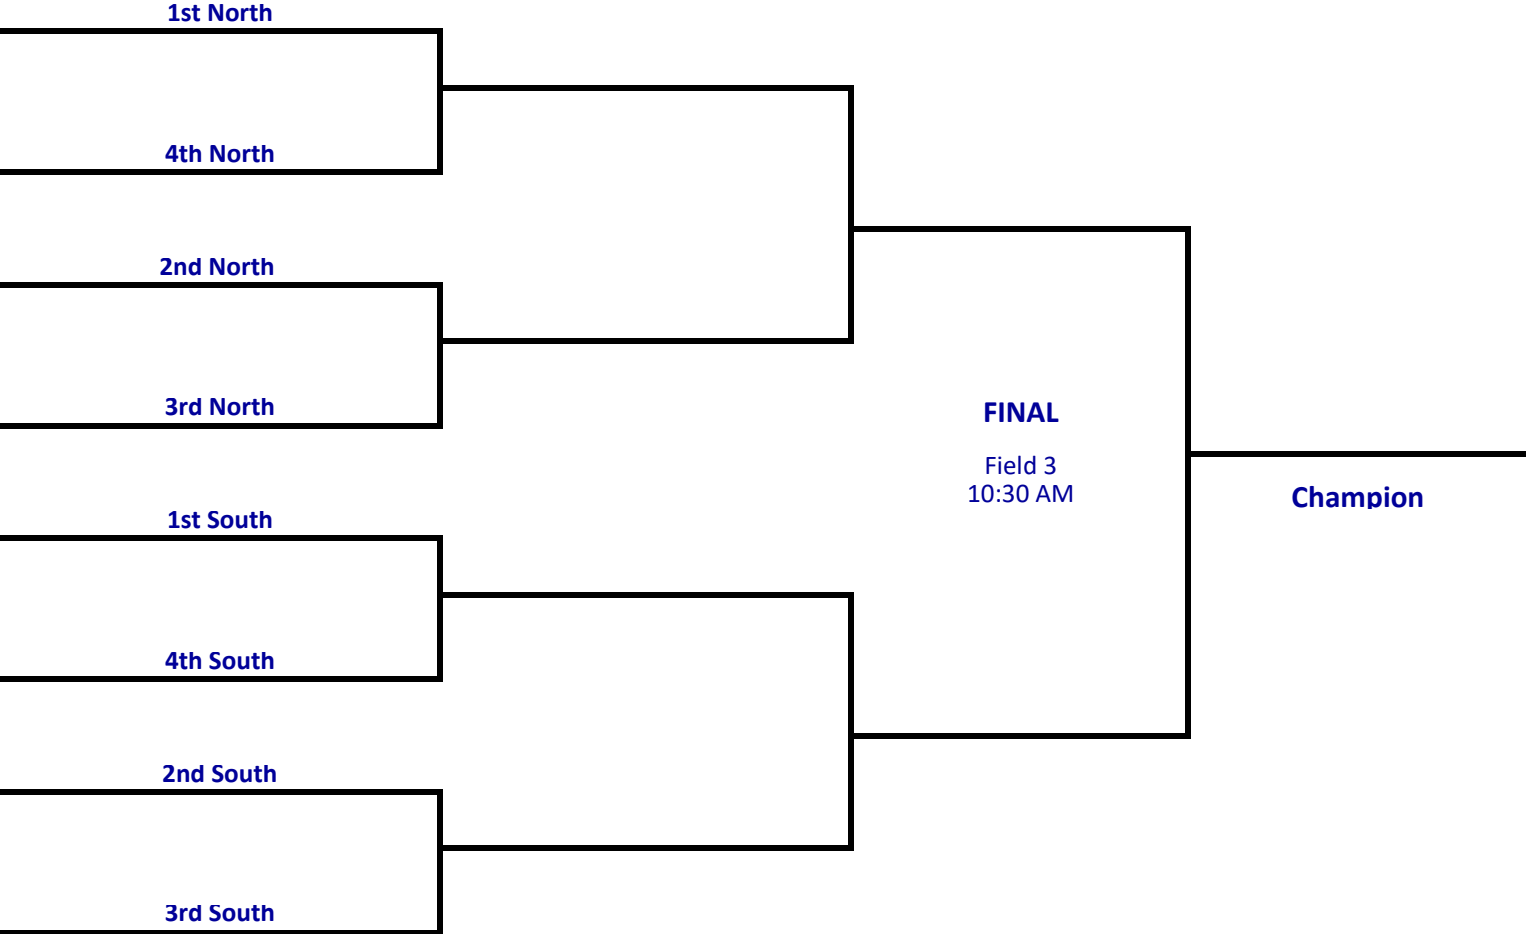 1st North
4th North
2nd North
3rd North
FINAL
Field 3
10:30 AM
Champion
1st South
4th South
2nd South
3rd South